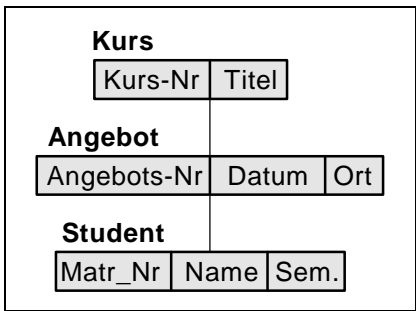 Kurs
Kurs-Nr Titel
Angebot
Angebots-Nr Datum Ort
Student
Matr_Nr Name Sem.